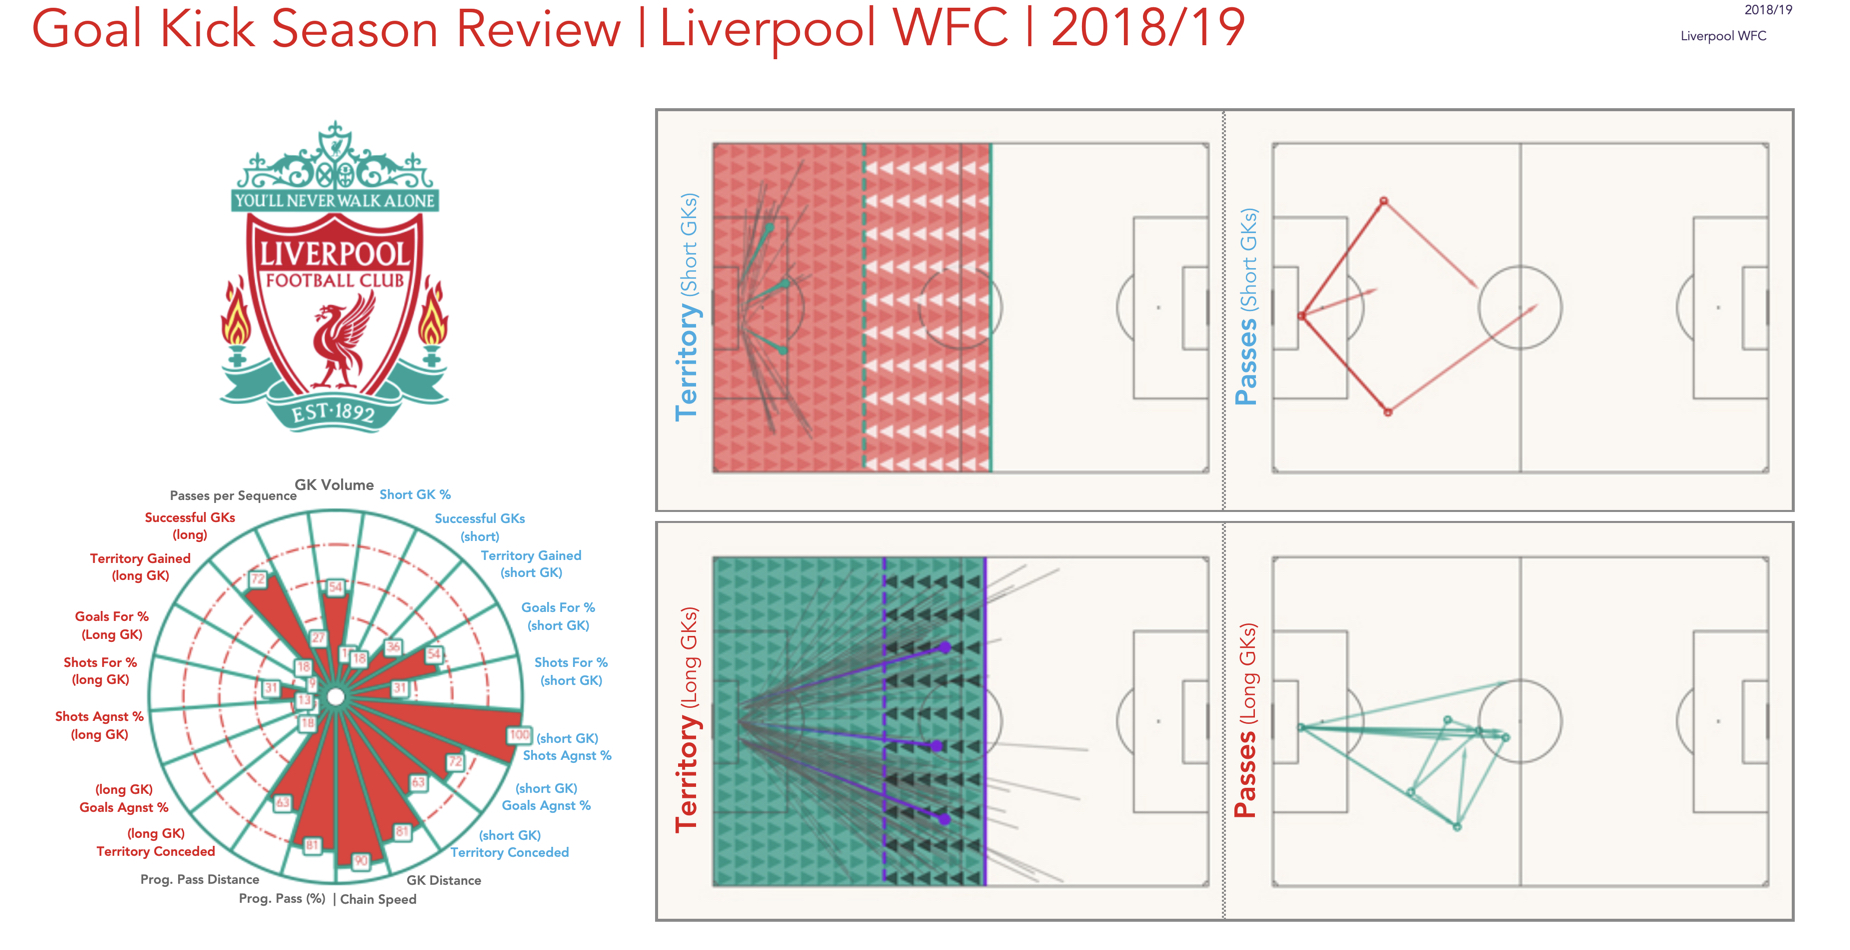 Goal Kick Season Review | Liverpool WFC | 2018/19
2018/19
Liverpool WFC
YOU'LL NEVER WALK ALONE
LIVERPOOL
FOOTBALL CLUB
EST·1892
GK Volume
Passes per Sequence
Short GK %
Successful GKs
(long)
Successful GKs
(short)
Territory Gained
(long GK)
Territory Gained
(short GK)
Goals For %
(Long GK)
Goals For %
(short GK)
Shots For %
(long GK)
Shots For %
(short GK)
Shots Agnst %
(long GK)
(short GK)
Shots Agnst %
(long GK)
Goals Agnst %
(short GK)
Goals Agnst %
(long GK)
Territory Conceded
(short GK)
Territory Conceded
Prog. Pass Distance
GK Distance
Prog. Pass (%) | Chain Speed
72
54
27
18
36
54
18
9
31
31
13
18
100
72
63
63
81
81
90
Territory (Short GKs)
Passes (Short GKs)
Territory (Long GKs)
Passes (Long GKs)